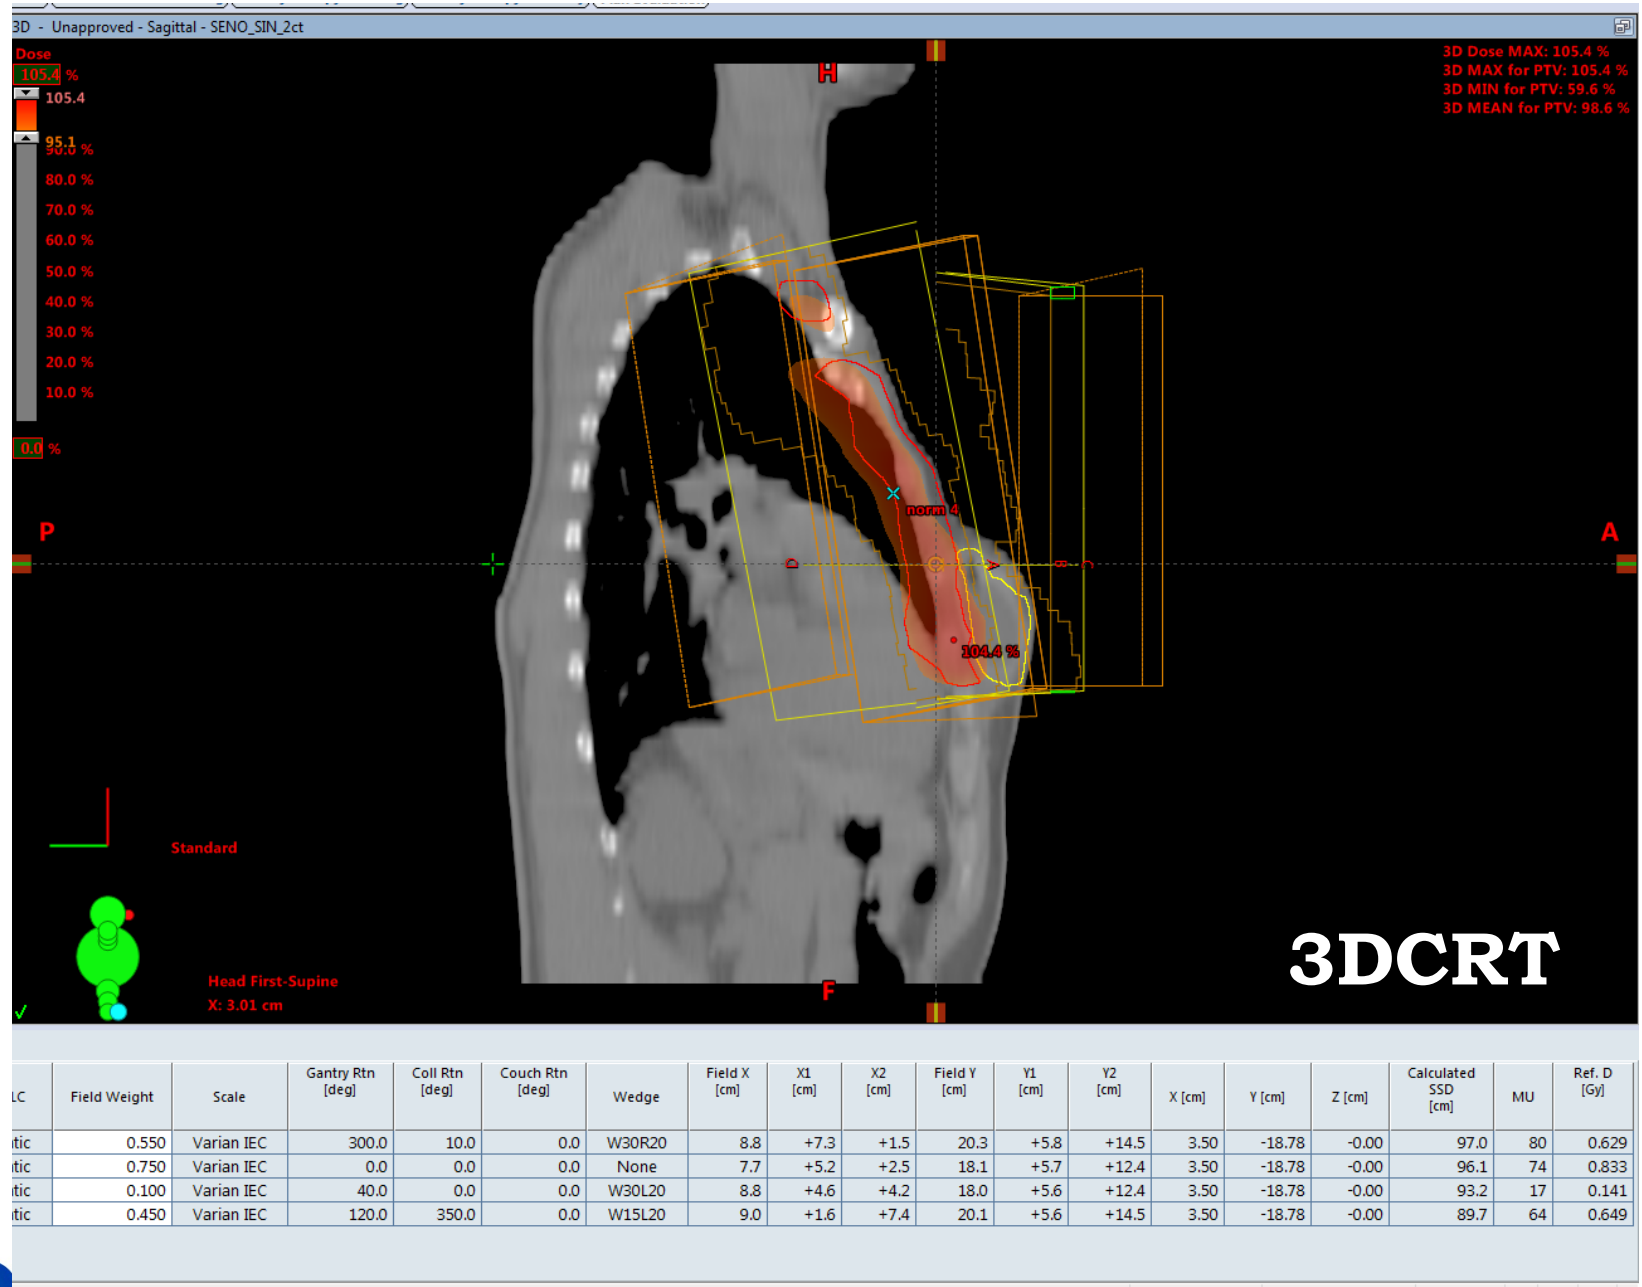 3D - Unapproved - Sagittal - SENO_SIN_2ct
Dose
105.4 %
105.4
95.1
90.0 %
80.0 %
70.0 %
60.0 %
50.0 %
40.0 %
30.0 %
20.0 %
10.0 %
0.0 %
3D Dose MAX: 105.4 %
3D MAX for PTV: 105.4 %
3D MIN for PTV: 59.6 %
3D MEAN for PTV: 98.6 %
H
P
A
norm 4
D
A
B
C
104.4 %
Standard
Head First-Supine
X: 3.01 cm
F
3DCRT
LC Field Weight Scale Gantry Rtn [deg] Coll Rtn [deg] Couch Rtn [deg] Wedge Field X [cm] X1 [cm] X2 [cm] Field Y [cm] Y1 [cm] Y2 [cm] X [cm] Y [cm] Z [cm] Calculated SSD [cm] MU Ref. D [Gy]
tic 0.550 Varian IEC 300.0 10.0 0.0 W30R20 8.8 +7.3 +1.5 20.3 +5.8 +14.5 3.50 -18.78 -0.00 97.0 80 0.629
tic 0.750 Varian IEC 0.0 0.0 0.0 None 7.7 +5.2 +2.5 18.1 +5.7 +12.4 3.50 -18.78 -0.00 96.1 74 0.833
tic 0.100 Varian IEC 40.0 0.0 0.0 W30L20 8.8 +4.6 +4.2 18.0 +5.6 +12.4 3.50 -18.78 -0.00 93.2 17 0.141
tic 0.450 Varian IEC 120.0 350.0 0.0 W15L20 9.0 +1.6 +7.4 20.1 +5.6 +14.5 3.50 -18.78 -0.00 89.7 64 0.649